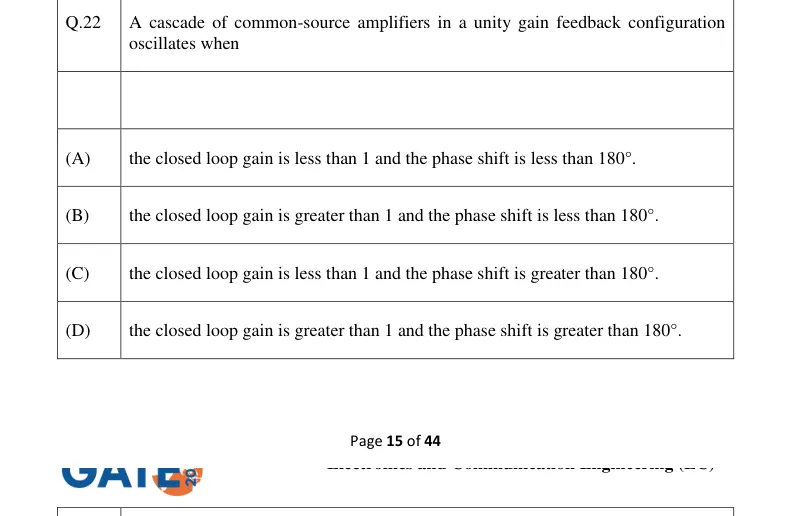 Q.22 A cascade of common-source amplifiers in a unity gain feedback configuration
oscillates when
(A) the closed loop gain is less than 1 and the phase shift is less than 180°.
(B) the closed loop gain is greater than 1 and the phase shift is less than 180°.
(C) the closed loop gain is less than 1 and the phase shift is greater than 180°.
(D) the closed loop gain is greater than 1 and the phase shift is greater than 180°.
Page 15 of 44
GATE